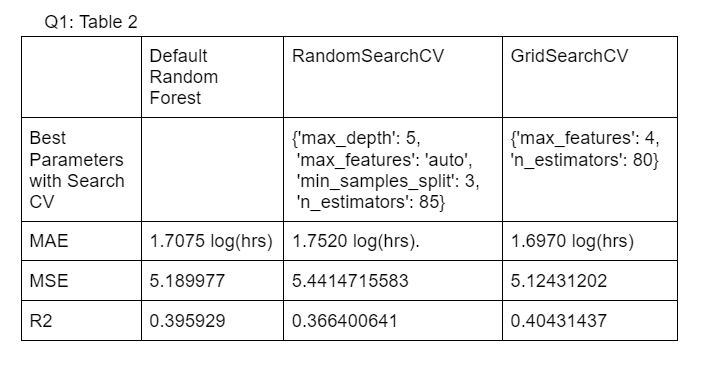 Q1: Table 2
Default
Random
Forest
RandomSearchCV
GridSearchCV
Best
Parameters
with Search
CV
{'max_depth': 5,
'max_features': 'auto',
'min_samples_split': 3,
'n_estimators': 85}
{'max_features': 4,
'n_estimators': 80}
MAE
1.7075 log(hrs)
1.7520 log(hrs).
1.6970 log(hrs)
MSE
5.189977
5.4414715583
5.12431202
R2
0.395929
0.366400641
0.40431437